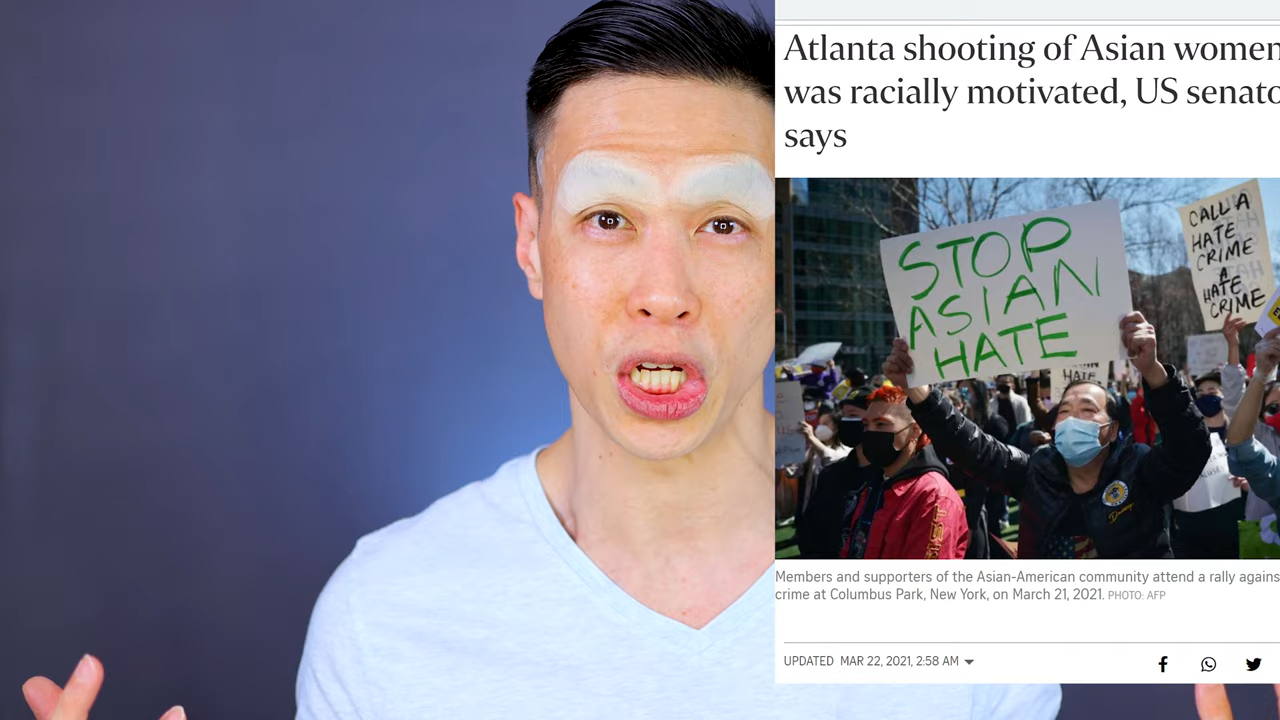 Atlanta shooting of Asian women
was racially motivated, US senato
says
STOP
ASIAN
HATE
CALL A
HATE
CRIME
A
HATE
CRIME
HATE
Members and supporters of the Asian-American community attend a rally agains
crime at Columbus Park, New York, on March 21, 2021. PHOTO: AFP
UPDATED MAR 22, 2021, 2:58 AM